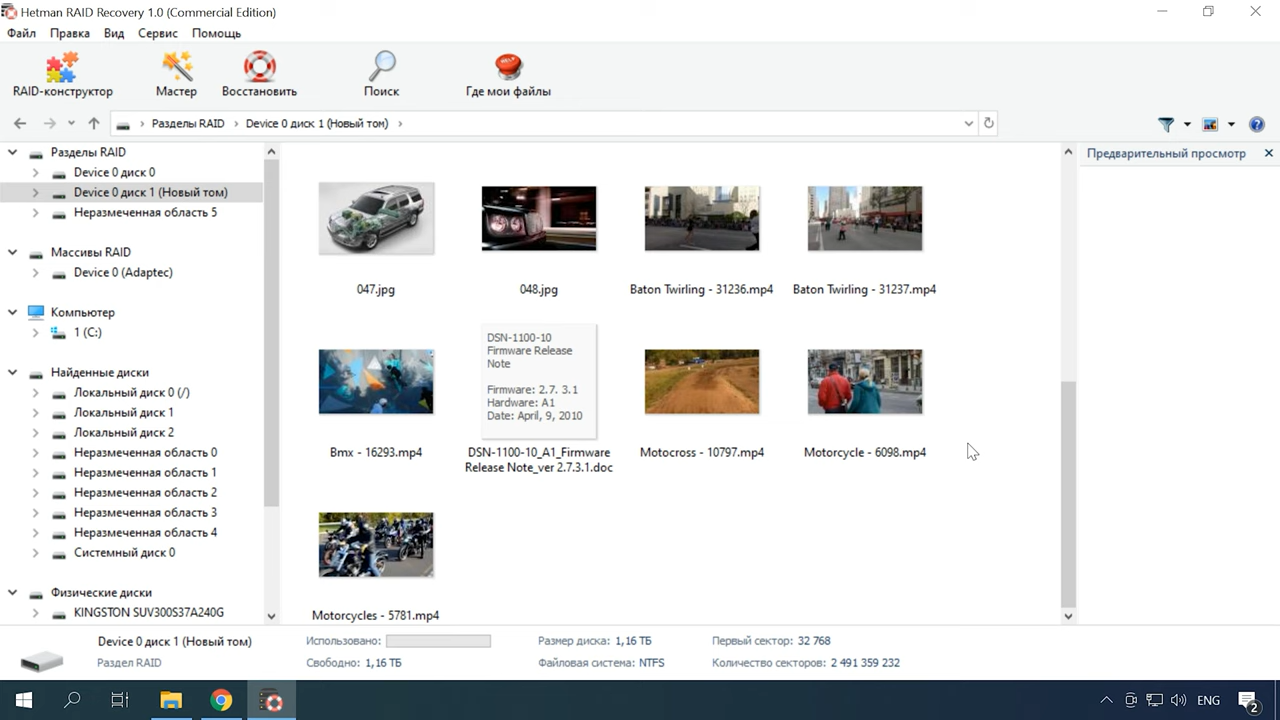 Hetman RAID Recovery 1.0 (Commercial Edition)
Файл Правка Вид Сервис Помощь
RAID-конструктор Мастер Восстановить Поиск Где мои файлы
Разделы RAID Device 0 диск 1 (Новый том)
Разделы RAID
Device 0 диск 0
Device 0 диск 1 (Новый том)
Неразмеченная область 5
Массивы RAID
Device 0 (Adaptec)
Компьютер
1 (C:)
Найденные диски
Локальный диск 0 (/)
Локальный диск 1
Локальный диск 2
Неразмеченная область 0
Неразмеченная область 1
Неразмеченная область 2
Неразмеченная область 3
Неразмеченная область 4
Системный диск 0
Физические диски
KINGSTON SUV300S37A240G
047.jpg
048.jpg
Baton Twirling - 31236.mp4
Baton Twirling - 31237.mp4
DSN-1100-10
Firmware Release
Note
Firmware: 2.7. 3.1
Hardware: A1
Date: April, 9, 2010
Bmx - 16293.mp4
DSN-1100-10_A1_Firmware
Release Note_ver 2.7.3.1.doc
Motocross - 10797.mp4
Motorcycle - 6098.mp4
Motorcycles - 5781.mp4
Предварительный просмотр
Device 0 диск 1 (Новый том)
Раздел RAID
Использовано:
Свободно: 1,16 ТБ
Размер диска: 1,16 ТБ
Файловая система: NTFS
Первый сектор: 32 768
Количество секторов: 2 491 359 232
ENG
2